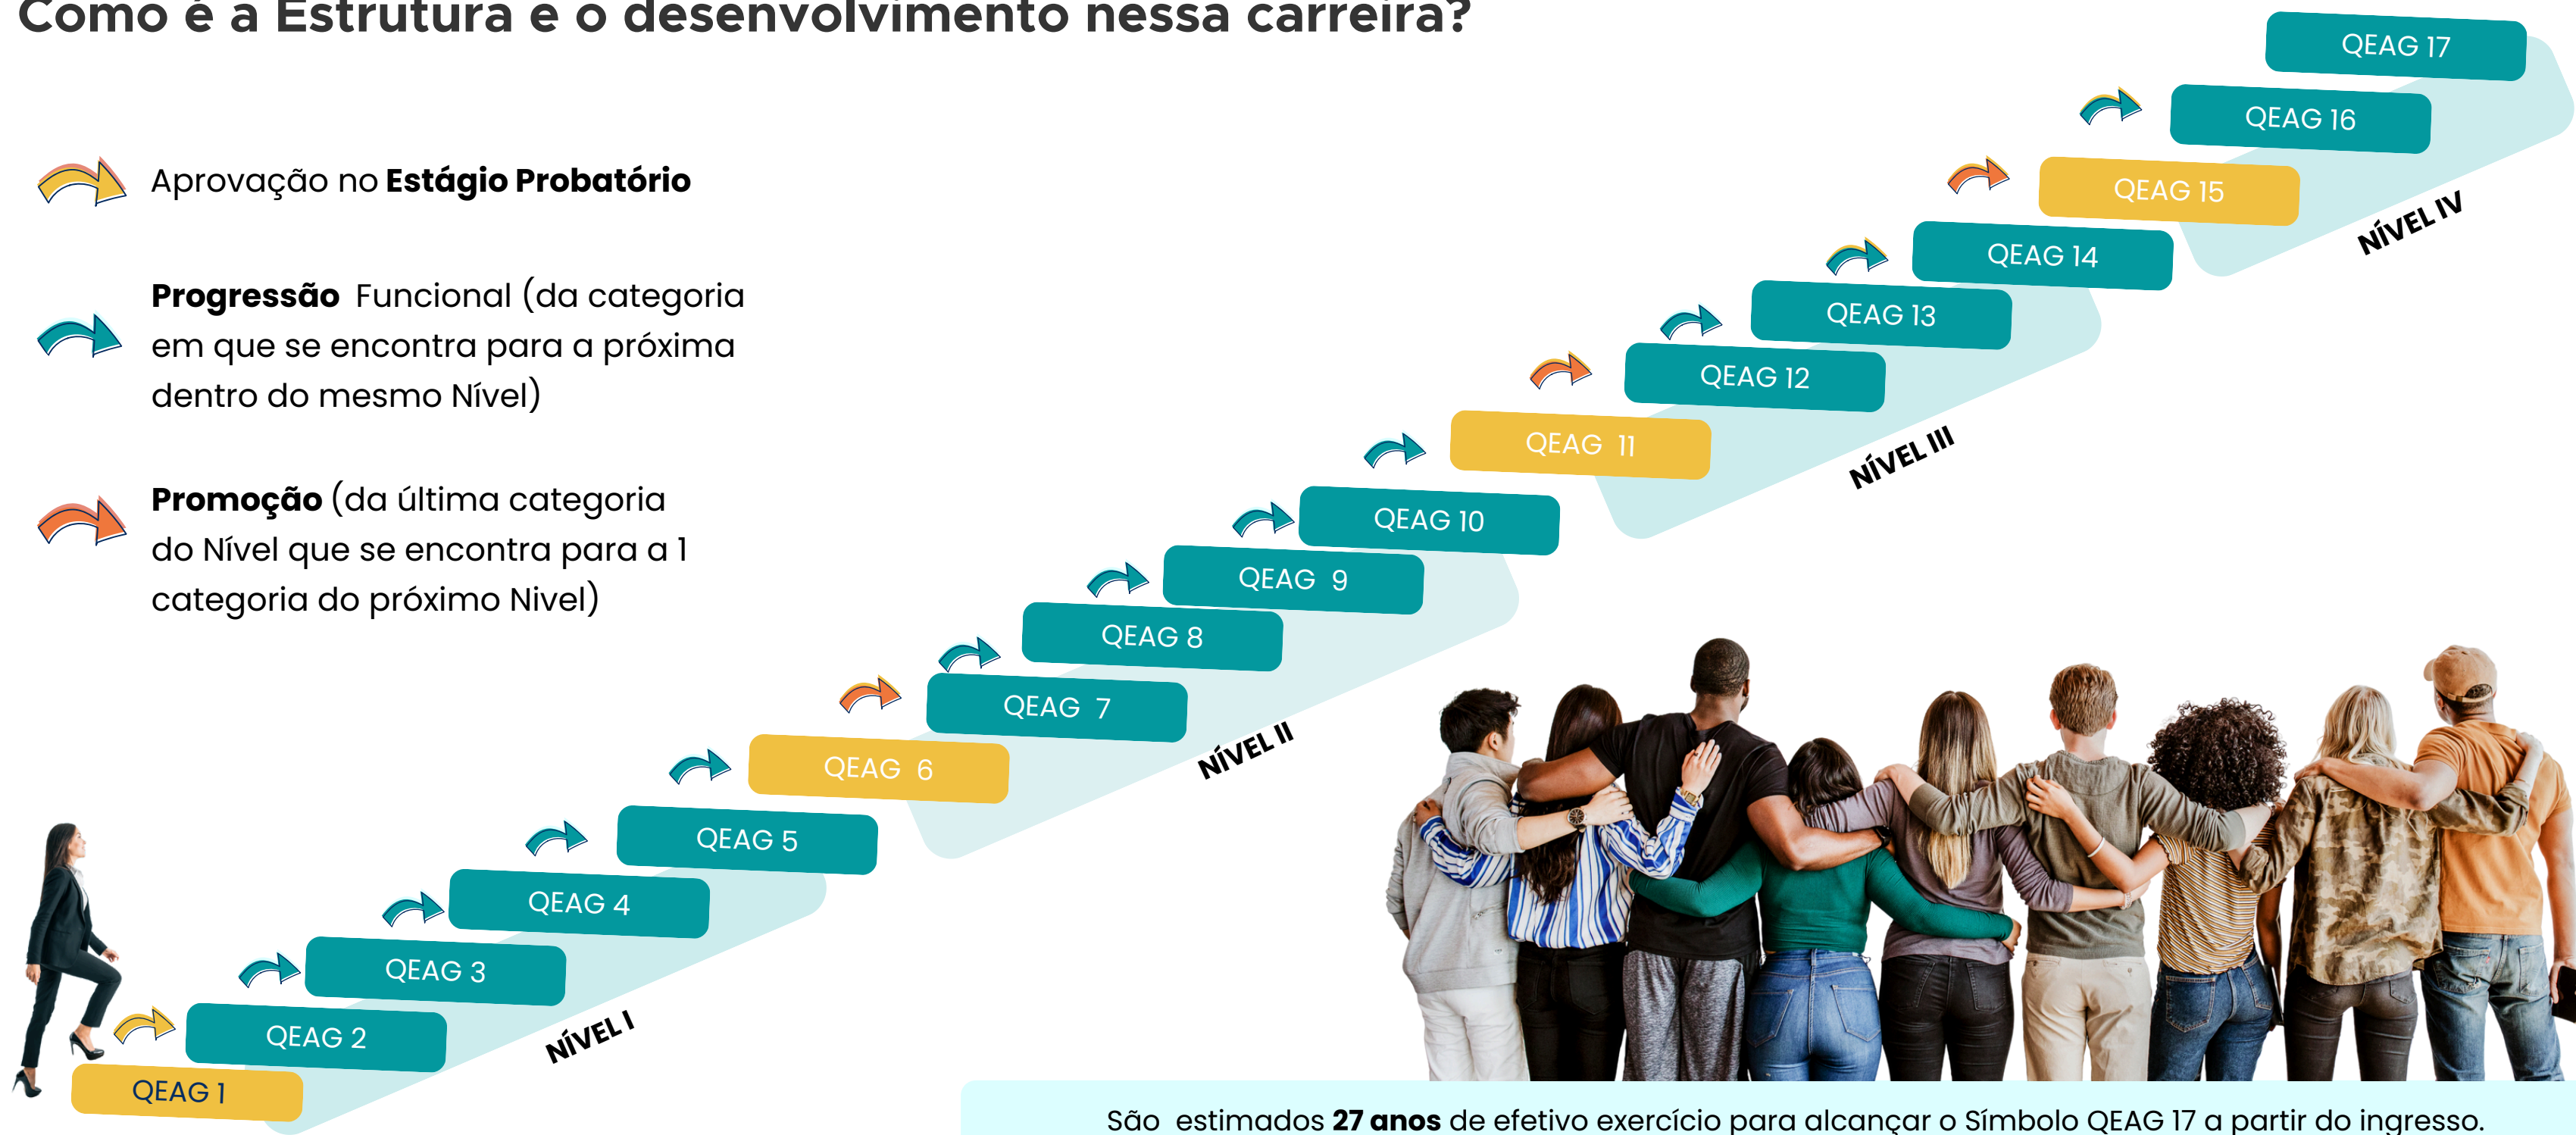 Como é a Estrutura e o desenvolvimento nessa carreira?
Aprovação no Estágio Probatório
Progressão Funcional (da categoria
em que se encontra para a próxima
dentro do mesmo Nível)
Promoção (da última categoria
do Nível que se encontra para a 1
categoria do próximo Nivel)
QEAG 17
QEAG 16
QEAG 15
NÍVEL IV
QEAG 14
QEAG 13
QEAG 12
QEAG 11
NÍVEL III
QEAG 10
QEAG 9
QEAG 8
QEAG 7
QEAG 6
NÍVEL II
QEAG 5
QEAG 4
QEAG 3
QEAG 2
QEAG 1
NÍVEL I
São estimados 27 anos de efetivo exercício para alcançar o Símbolo QEAG 17 a partir do ingresso.